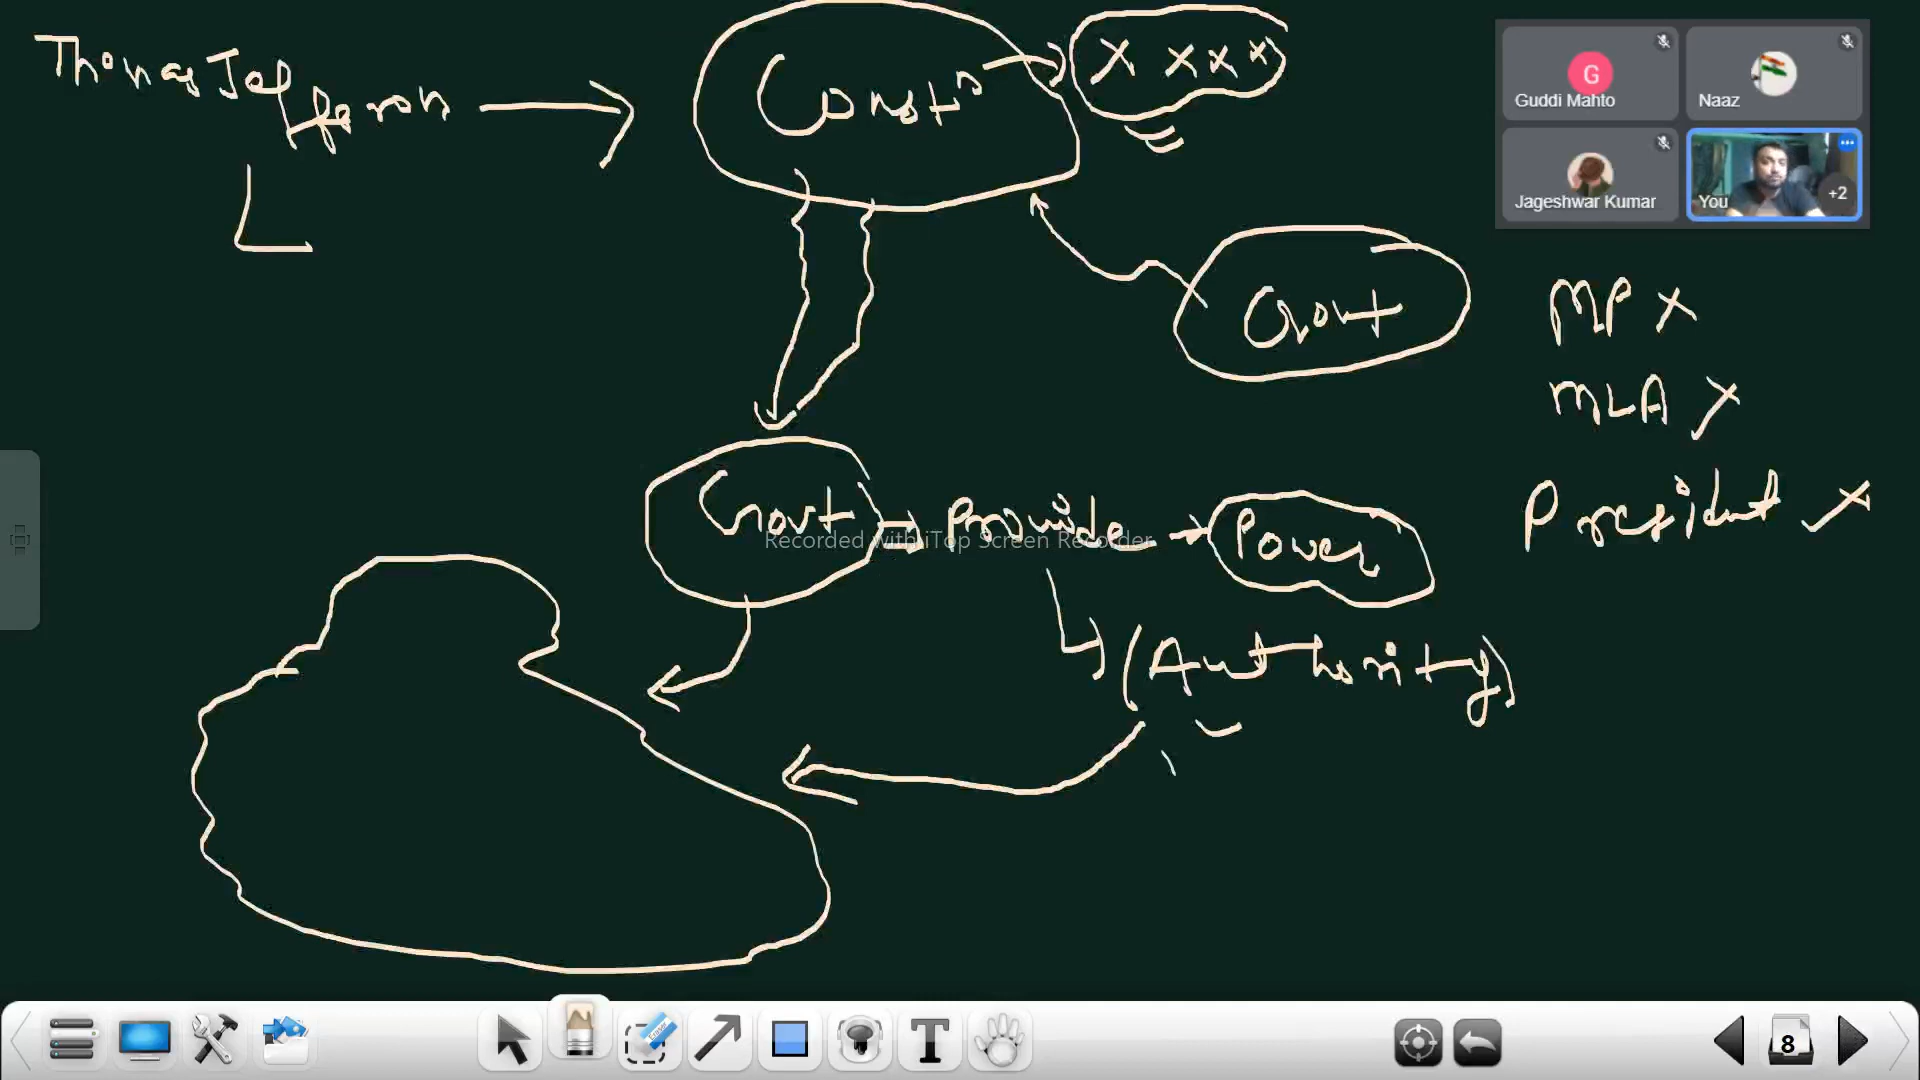 Thomas Jefferson → Constn → X X X X
Govt
MP X
MLA X
President X
Govt → Provide → Power
(Authority)
Recorded with iTop Screen Recorder
G
Guddi Mahto
Naaz
Jageshwar Kumar
You
+2
Eraser
T
8